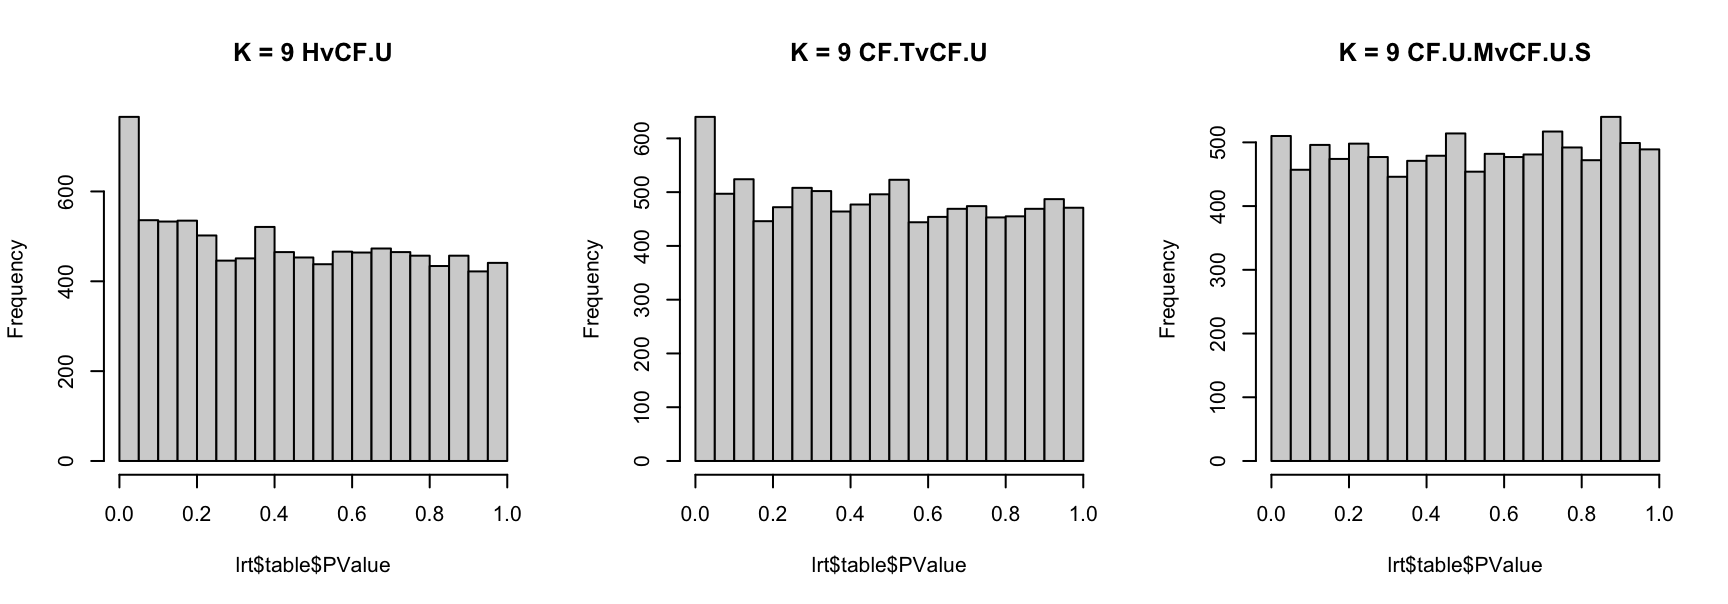 K = 9 HvCF.U
Frequency
0
200
400
600
0.0 0.2 0.4 0.6 0.8 1.0
lrt$table$PValue
K = 9 CF.TvCF.U
Frequency
0
100
200
300
400
500
600
0.0 0.2 0.4 0.6 0.8 1.0
lrt$table$PValue
K = 9 CF.U.MvCF.U.S
Frequency
0
100
200
300
400
500
0.0 0.2 0.4 0.6 0.8 1.0
lrt$table$PValue